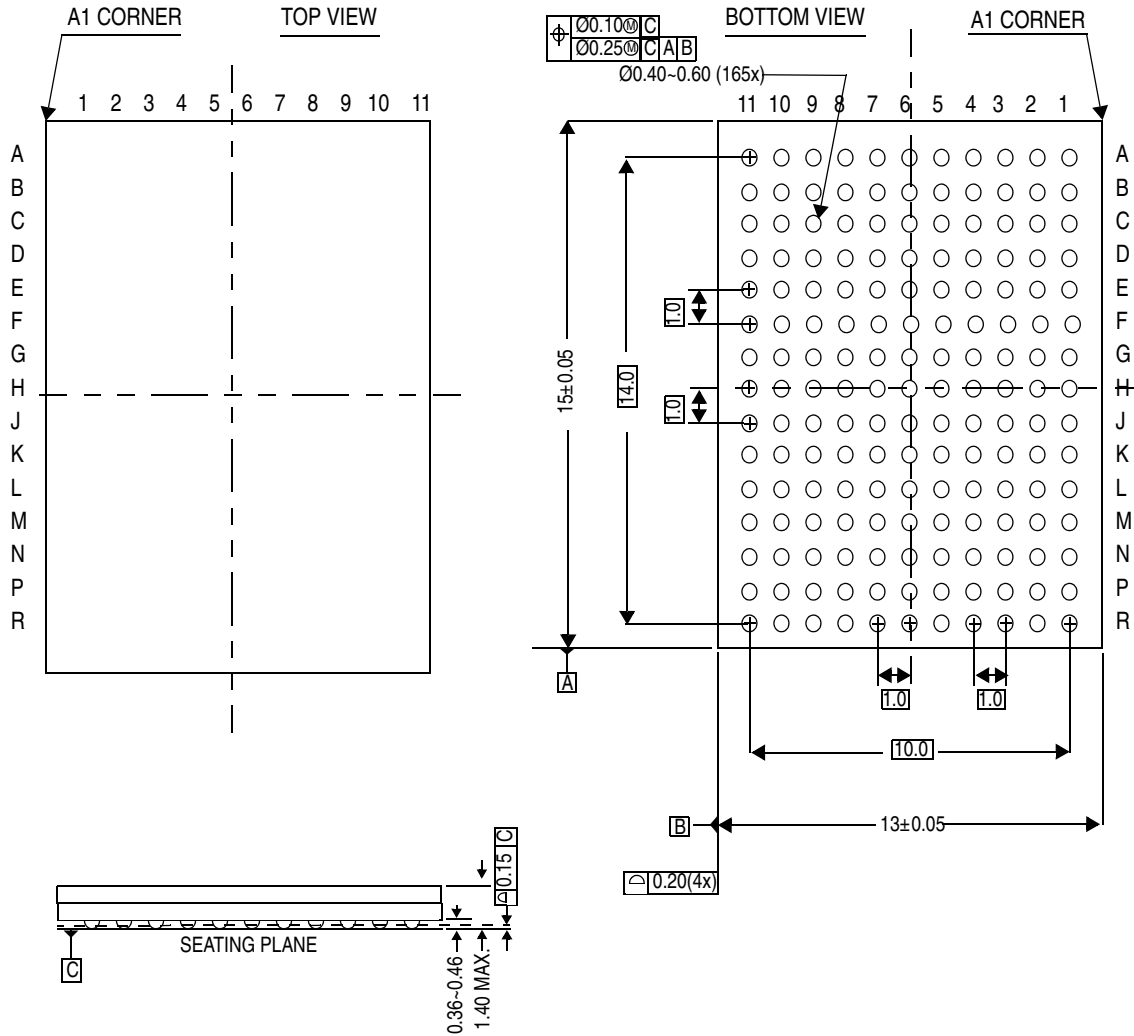 A1 CORNER
TOP VIEW
BOTTOM VIEW
A1 CORNER
⌖ Ø0.10Ⓜ C
Ø0.25Ⓜ C A B
Ø0.40~0.60 (165x)
1 2 3 4 5 6 7 8 9 10 11
11 10 9 8 7 6 5 4 3 2 1
A
B
C
D
E
F
G
H
J
K
L
M
N
P
R
A
B
C
D
E
F
G
H
J
K
L
M
N
P
R
1.0
1.0
14.0
15±0.05
A
1.0
1.0
10.0
B
13±0.05
⌓ 0.20(4x)
⌓ 0.15 C
SEATING PLANE
C
0.36~0.46
1.40 MAX.